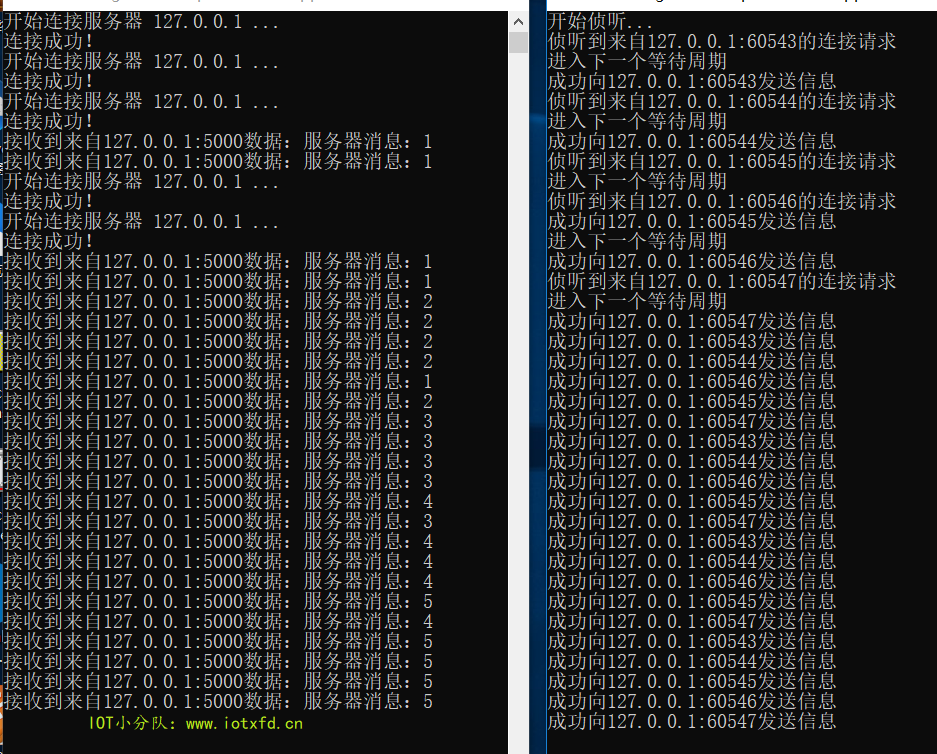 开始连接服务器 127.0.0.1 ...
连接成功!
开始连接服务器 127.0.0.1 ...
连接成功!
开始连接服务器 127.0.0.1 ...
连接成功!
接收到来自127.0.0.1:5000数据: 服务器消息: 1
接收到来自127.0.0.1:5000数据: 服务器消息: 1
开始连接服务器 127.0.0.1 ...
连接成功!
开始连接服务器 127.0.0.1 ...
连接成功!
接收到来自127.0.0.1:5000数据: 服务器消息: 1
接收到来自127.0.0.1:5000数据: 服务器消息: 1
接收到来自127.0.0.1:5000数据: 服务器消息: 2
接收到来自127.0.0.1:5000数据: 服务器消息: 2
接收到来自127.0.0.1:5000数据: 服务器消息: 2
接收到来自127.0.0.1:5000数据: 服务器消息: 2
接收到来自127.0.0.1:5000数据: 服务器消息: 1
接收到来自127.0.0.1:5000数据: 服务器消息: 2
接收到来自127.0.0.1:5000数据: 服务器消息: 3
接收到来自127.0.0.1:5000数据: 服务器消息: 3
接收到来自127.0.0.1:5000数据: 服务器消息: 3
接收到来自127.0.0.1:5000数据: 服务器消息: 3
接收到来自127.0.0.1:5000数据: 服务器消息: 4
接收到来自127.0.0.1:5000数据: 服务器消息: 3
接收到来自127.0.0.1:5000数据: 服务器消息: 4
接收到来自127.0.0.1:5000数据: 服务器消息: 4
接收到来自127.0.0.1:5000数据: 服务器消息: 4
接收到来自127.0.0.1:5000数据: 服务器消息: 5
接收到来自127.0.0.1:5000数据: 服务器消息: 4
接收到来自127.0.0.1:5000数据: 服务器消息: 5
接收到来自127.0.0.1:5000数据: 服务器消息: 5
接收到来自127.0.0.1:5000数据: 服务器消息: 5
接收到来自127.0.0.1:5000数据: 服务器消息: 5
IOT小分队: www.iotxfd.cn
开始侦听...
侦听到来自127.0.0.1:60543的连接请求
进入下一个等待周期
成功向127.0.0.1:60543发送信息
侦听到来自127.0.0.1:60544的连接请求
进入下一个等待周期
成功向127.0.0.1:60544发送信息
侦听到来自127.0.0.1:60545的连接请求
进入下一个等待周期
侦听到来自127.0.0.1:60546的连接请求
成功向127.0.0.1:60545发送信息
进入下一个等待周期
成功向127.0.0.1:60546发送信息
侦听到来自127.0.0.1:60547的连接请求
进入下一个等待周期
成功向127.0.0.1:60547发送信息
成功向127.0.0.1:60543发送信息
成功向127.0.0.1:60544发送信息
成功向127.0.0.1:60546发送信息
成功向127.0.0.1:60545发送信息
成功向127.0.0.1:60547发送信息
成功向127.0.0.1:60543发送信息
成功向127.0.0.1:60544发送信息
成功向127.0.0.1:60546发送信息
成功向127.0.0.1:60545发送信息
成功向127.0.0.1:60547发送信息
成功向127.0.0.1:60543发送信息
成功向127.0.0.1:60544发送信息
成功向127.0.0.1:60546发送信息
成功向127.0.0.1:60545发送信息
成功向127.0.0.1:60547发送信息
成功向127.0.0.1:60543发送信息
成功向127.0.0.1:60544发送信息
成功向127.0.0.1:60545发送信息
成功向127.0.0.1:60546发送信息
成功向127.0.0.1:60547发送信息